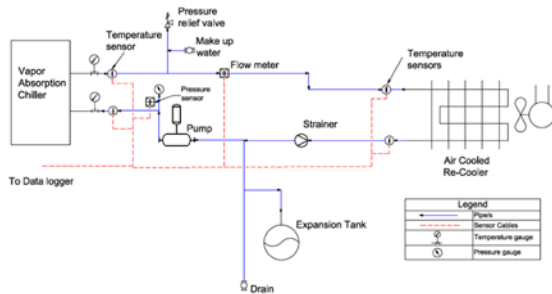 Pressure
relief valve
Temperature
sensor
Make up
water
Flow meter
Temperature
sensors
Vapor
Absorption
Chiller
Pressure
sensor
Pump
Strainer
Air Cooled
Re-Cooler
To Data logger
Expansion Tank
Drain
Legend
Pipe/s
Sensor Cables
Temperature gauge
Pressure gauge